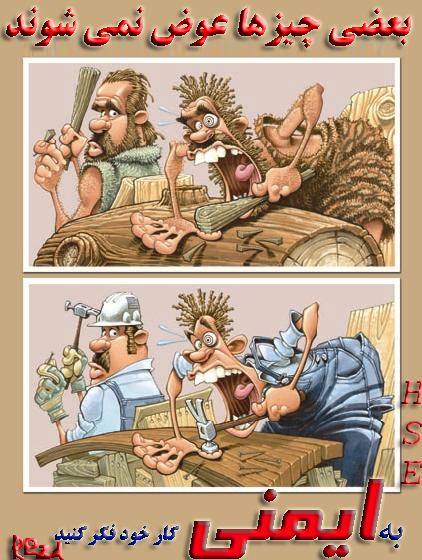 بعضی چیزها عوض نمی شوند
H
S
E
به ایمنی کار خود فکر کنید